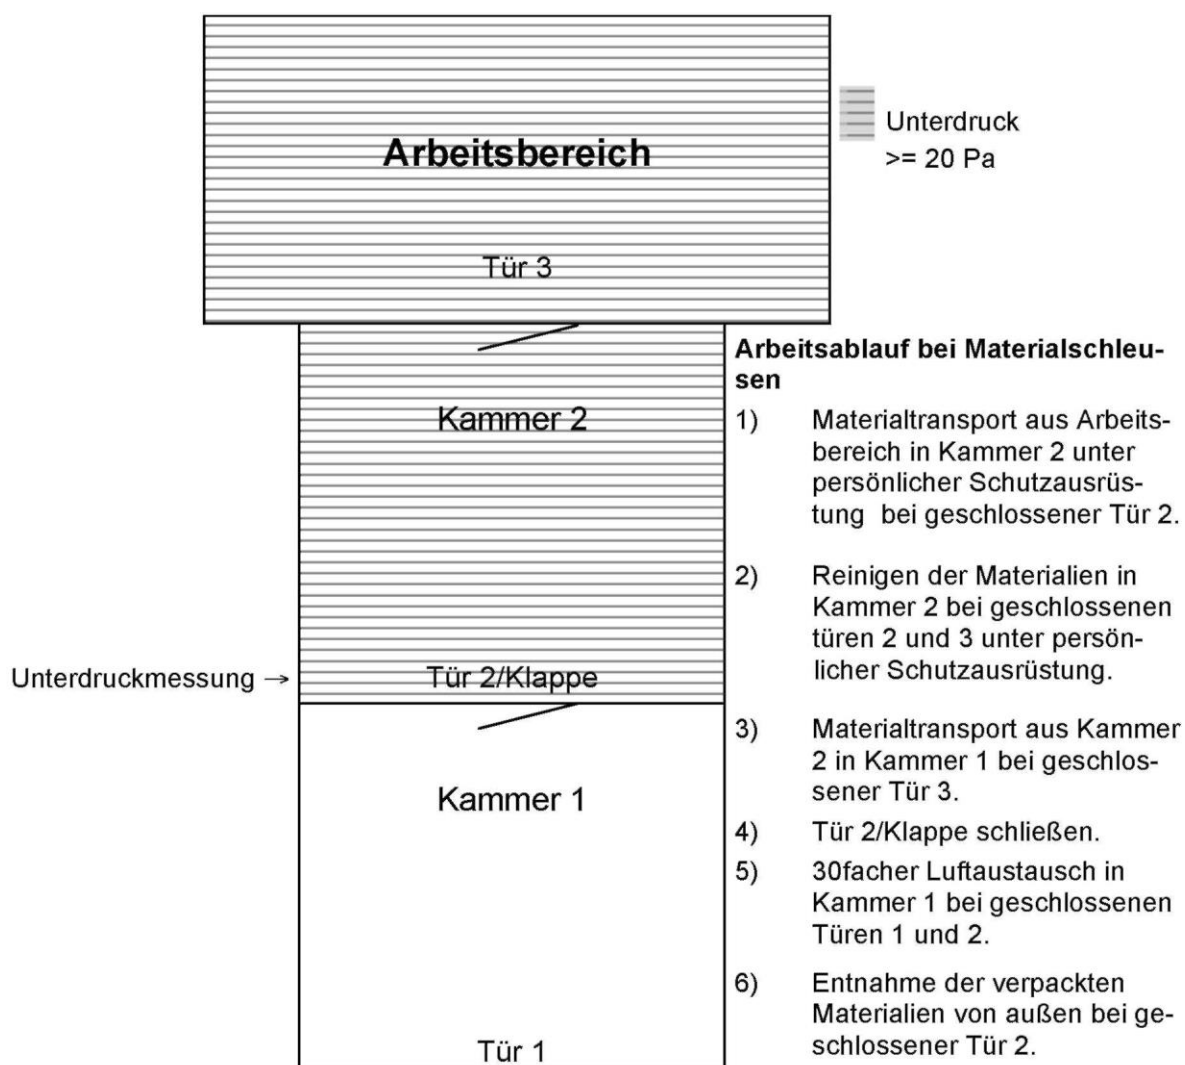 Arbeitsbereich
Unterdruck
>= 20 Pa
Tür 3
Kammer 2
Unterdruckmessung →
Tür 2/Klappe
Kammer 1
Tür 1
Arbeitsablauf bei Materialschleu-
sen
1) Materialtransport aus Arbeits-
bereich in Kammer 2 unter
persönlicher Schutzausrüs-
tung bei geschlossener Tür 2.
2) Reinigen der Materialien in
Kammer 2 bei geschlossenen
türen 2 und 3 unter persön-
licher Schutzausrüstung.
3) Materialtransport aus Kammer
2 in Kammer 1 bei geschlos-
sener Tür 3.
4) Tür 2/Klappe schließen.
5) 30facher Luftaustausch in
Kammer 1 bei geschlossenen
Türen 1 und 2.
6) Entnahme der verpackten
Materialien von außen bei ge-
schlossener Tür 2.